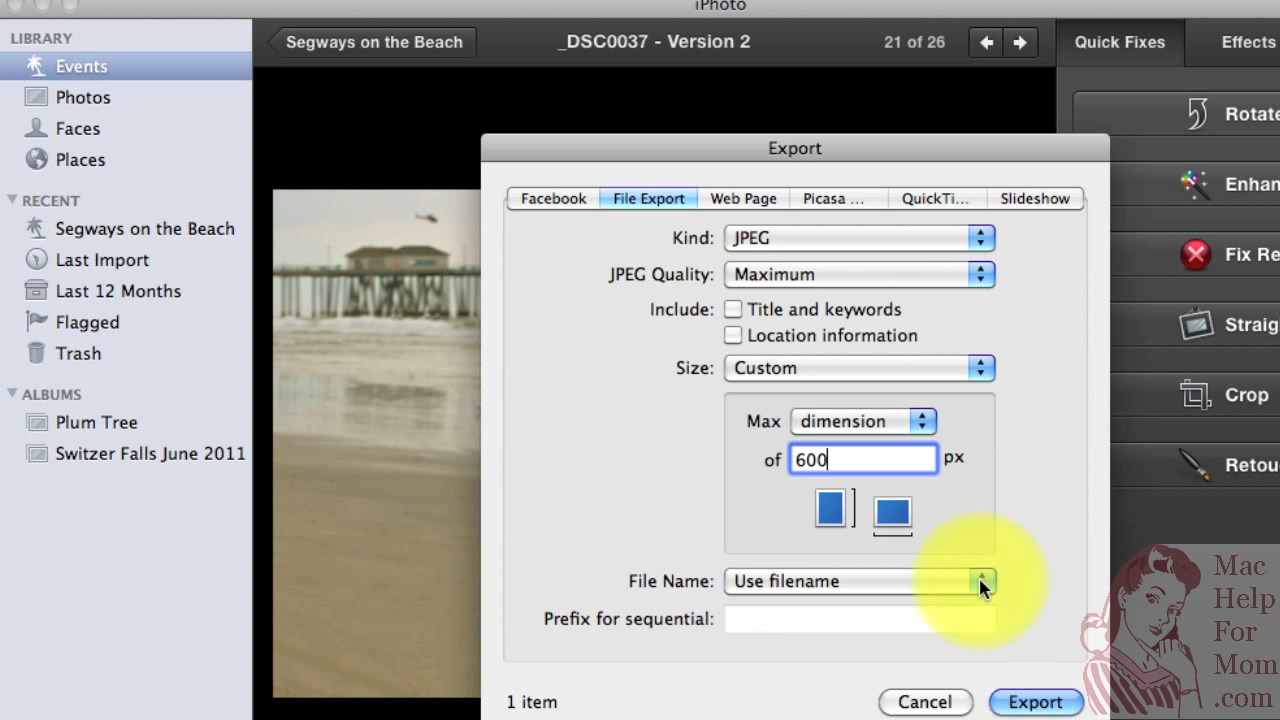 iPhoto
LIBRARY
Events
Photos
Faces
Places
RECENT
Segways on the Beach
Last Import
Last 12 Months
Flagged
Trash
ALBUMS
Plum Tree
Switzer Falls June 2011
Segways on the Beach
_DSC0037 - Version 2
21 of 26
Quick Fixes
Effects
Rotate
Enhan
Fix Re
Straig
Crop
Retou
Export
Facebook
File Export
Web Page
Picasa ...
QuickTi...
Slideshow
Kind: JPEG
JPEG Quality: Maximum
Include: Title and keywords
Location information
Size: Custom
Max dimension
of 600 px
File Name: Use filename
Prefix for sequential:
1 item
Cancel
Export
Mac
Help
For
Mom
.com